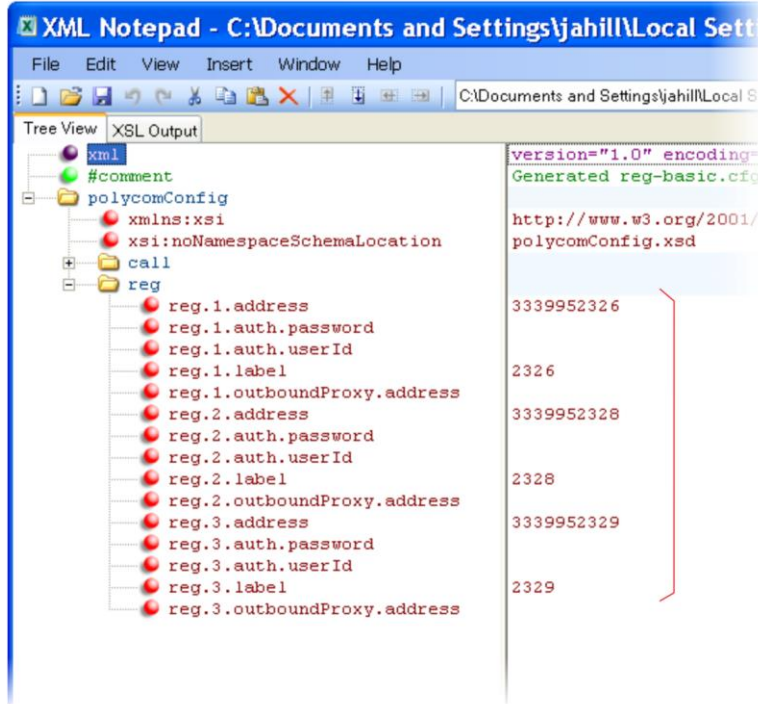 XML Notepad - C:\Documents and Settings\jahill\Local Sett
File Edit View Insert Window Help
C:\Documents and Settings\jahill\Local S
Tree View XSL Output
xml version="1.0" encoding=
#comment Generated reg-basic.cfg
polycomConfig
xmlns:xsi http://www.w3.org/2001/
xsi:noNamespaceSchemaLocation polycomConfig.xsd
call
reg
reg.1.address 3339952326
reg.1.auth.password
reg.1.auth.userId
reg.1.label 2326
reg.1.outboundProxy.address
reg.2.address 3339952328
reg.2.auth.password
reg.2.auth.userId
reg.2.label 2328
reg.2.outboundProxy.address
reg.3.address 3339952329
reg.3.auth.password
reg.3.auth.userId
reg.3.label 2329
reg.3.outboundProxy.address